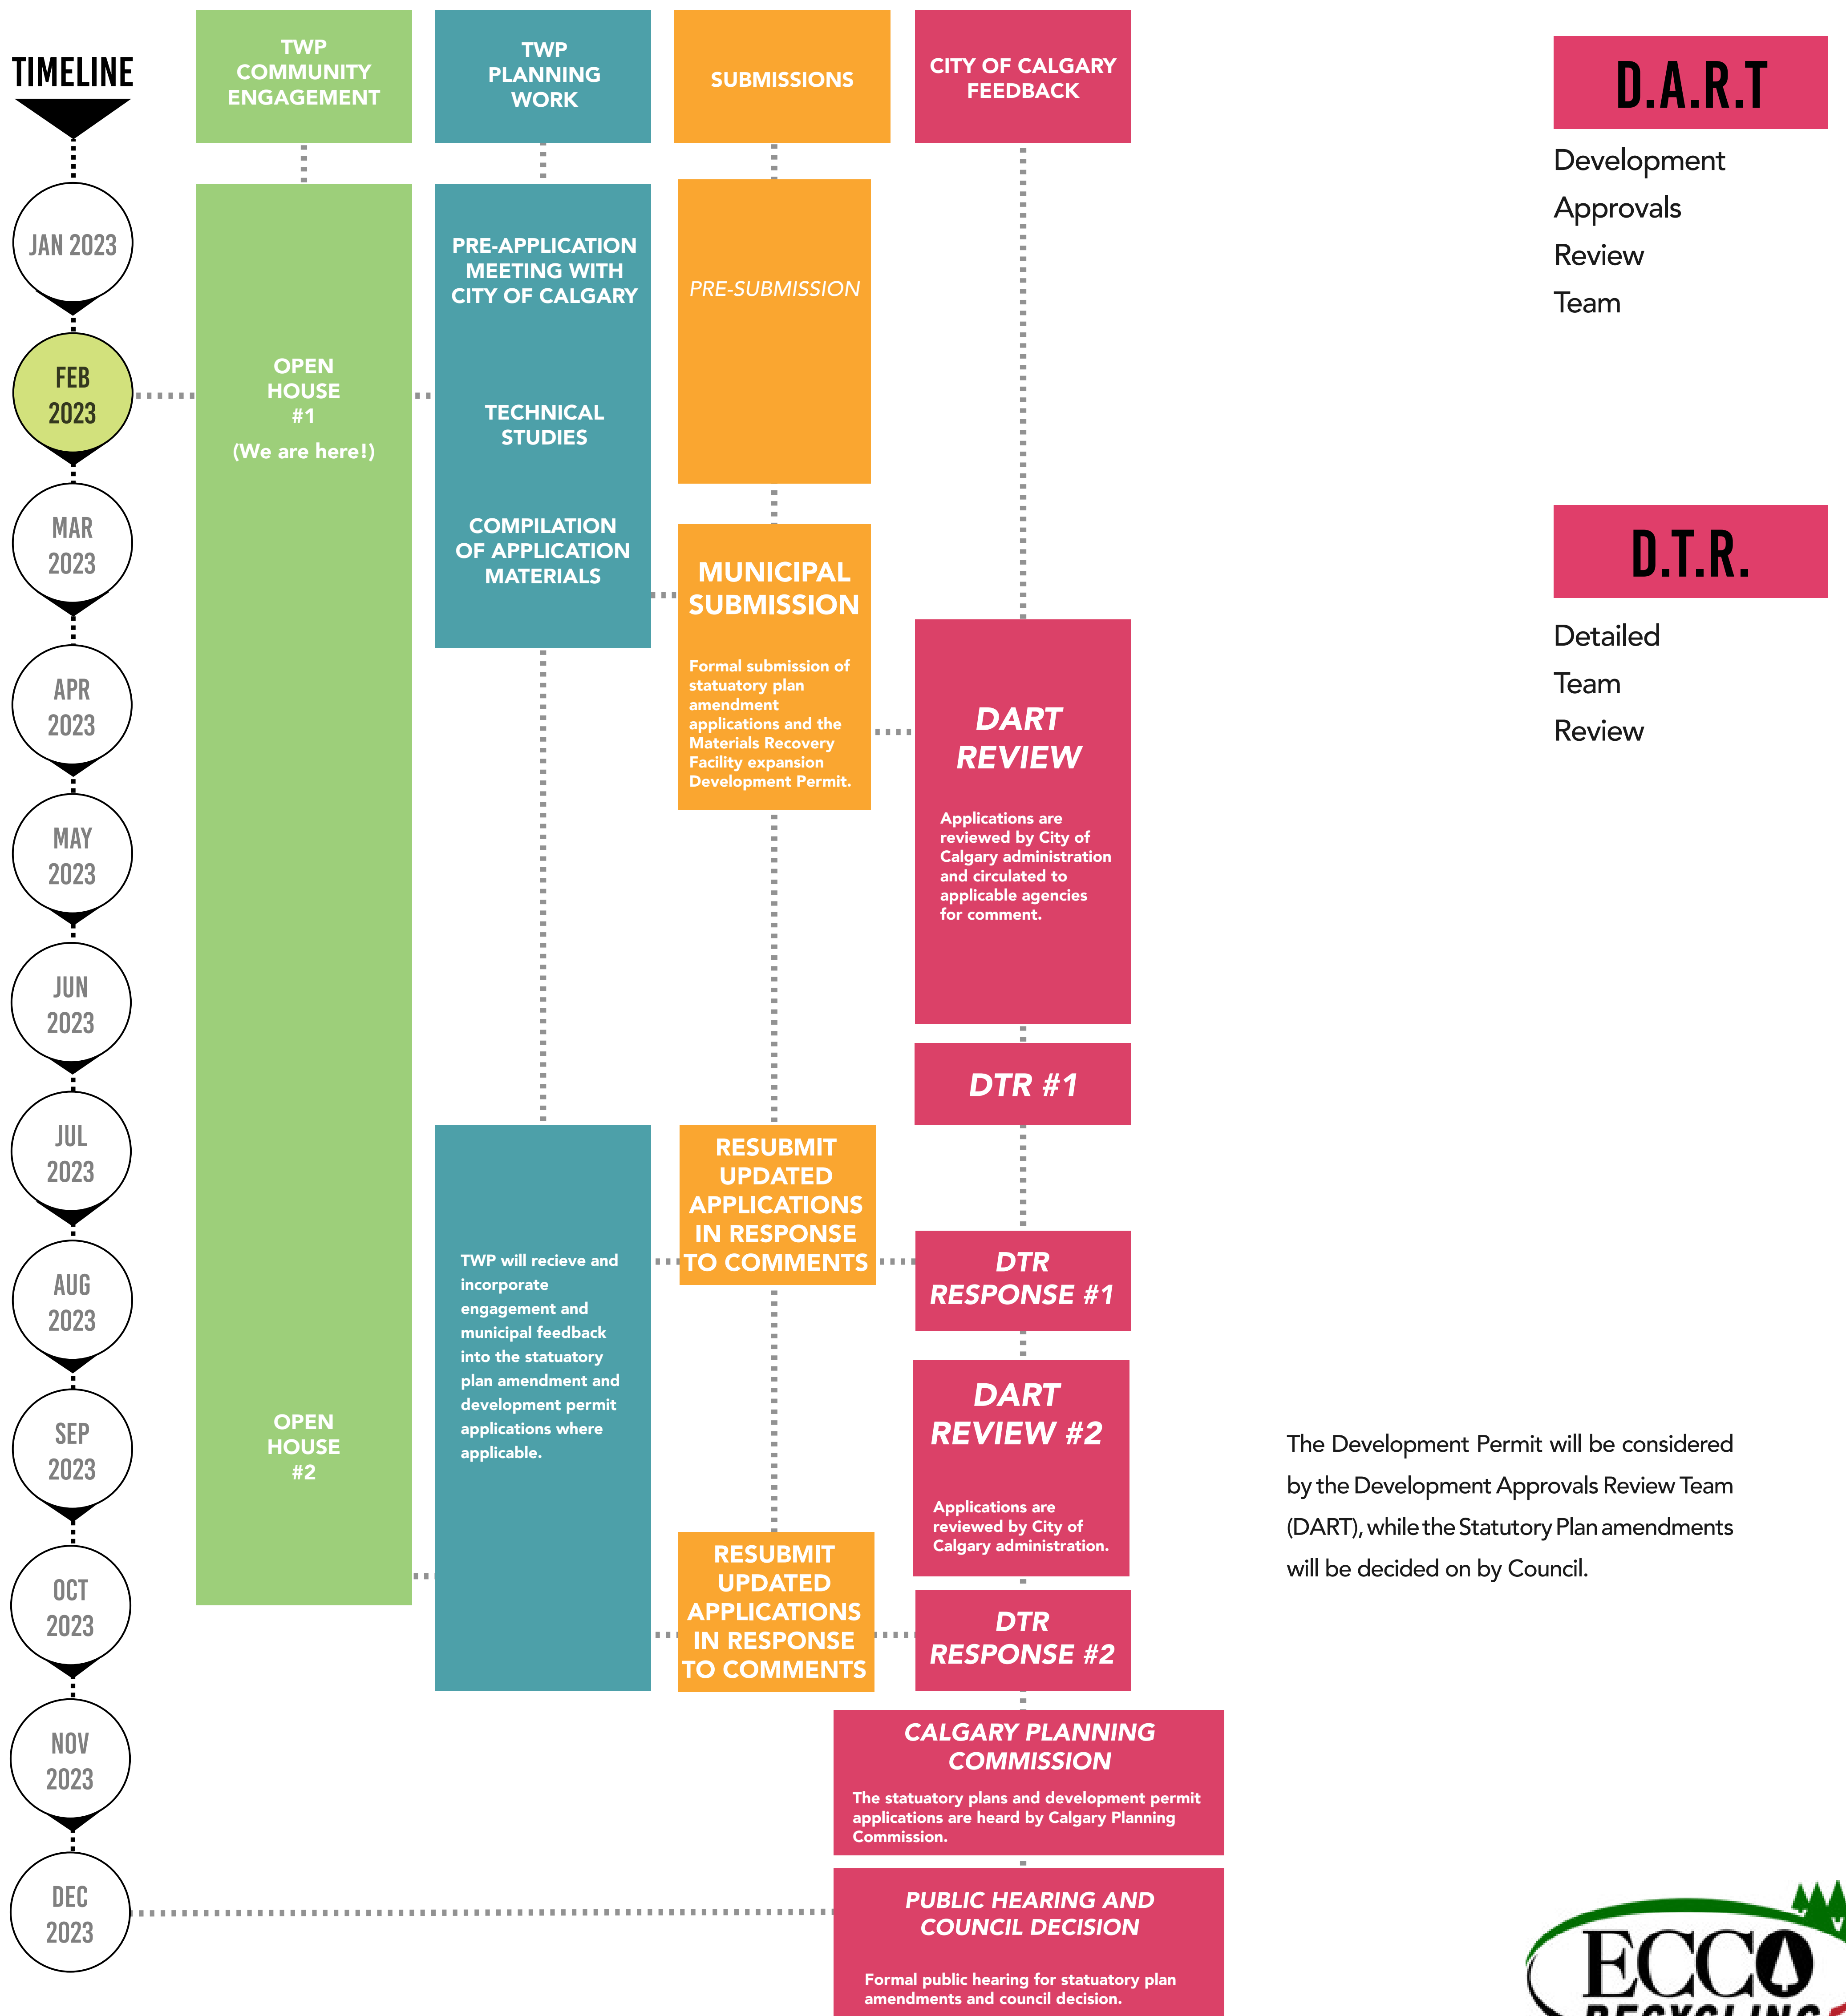 TIMELINE
JAN 2023
FEB
2023
MAR
2023
APR
2023
MAY
2023
JUN
2023
JUL
2023
AUG
2023
SEP
2023
OCT
2023
NOV
2023
DEC
2023
TWP
COMMUNITY
ENGAGEMENT
OPEN
HOUSE
#1
(We are here!)
OPEN
HOUSE
#2
TWP
PLANNING
WORK
PRE-APPLICATION
MEETING WITH
CITY OF CALGARY
TECHNICAL
STUDIES
COMPILATION
OF APPLICATION
MATERIALS
TWP will recieve and
incorporate
engagement and
municipal feedback
into the statuatory
plan amendment and
development permit
applications where
applicable.
SUBMISSIONS
PRE-SUBMISSION
MUNICIPAL
SUBMISSION
Formal submission of
statuatory plan
amendment
applications and the
Materials Recovery
Facility expansion
Development Permit.
RESUBMIT
UPDATED
APPLICATIONS
IN RESPONSE
TO COMMENTS
RESUBMIT
UPDATED
APPLICATIONS
IN RESPONSE
TO COMMENTS
CITY OF CALGARY
FEEDBACK
DART
REVIEW
Applications are
reviewed by City of
Calgary administration
and circulated to
applicable agencies
for comment.
DTR #1
DTR
RESPONSE #1
DART
REVIEW #2
Applications are
reviewed by City of
Calgary administration.
DTR
RESPONSE #2
CALGARY PLANNING
COMMISSION
The statuatory plans and development permit
applications are heard by Calgary Planning
Commission.
PUBLIC HEARING AND
COUNCIL DECISION
Formal public hearing for statuatory plan
amendments and council decision.
D.A.R.T
Development
Approvals
Review
Team
D.T.R.
Detailed
Team
Review
The Development Permit will be considered
by the Development Approvals Review Team
(DART), while the Statutory Plan amendments
will be decided on by Council.
ECCO
RECYCLING